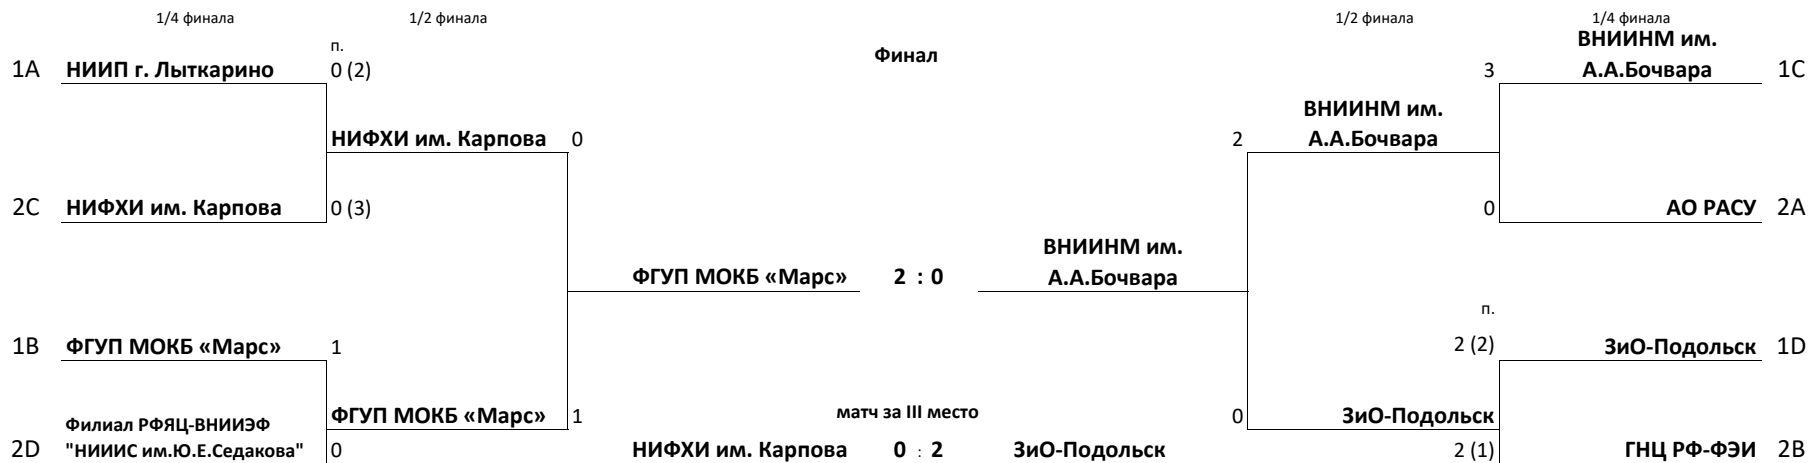 1/4 финала 1/2 финала 1/2 финала 1/4 финала
п. Финал ВНИИНМ им.
1А НИИП г. Лыткарино 0 (2) 3 А.А.Бочвара 1С
ВНИИНМ им.
НИФХИ им. Карпова 0 2 А.А.Бочвара
2С НИФХИ им. Карпова 0 (3) 0 АО РАСУ 2А
ВНИИНМ им.
ФГУП МОКБ «Марс» 2 : 0 А.А.Бочвара
п.
1В ФГУП МОКБ «Марс» 1 2 (2) ЗиО-Подольск 1D
Филиал РФЯЦ-ВНИИЭФ ФГУП МОКБ «Марс» 1 матч за III место 0 ЗиО-Подольск
2D "НИИИС им.Ю.Е.Седакова" 0 НИФХИ им. Карпова 0 : 2 ЗиО-Подольск 2 (1) ГНЦ РФ-ФЭИ 2В